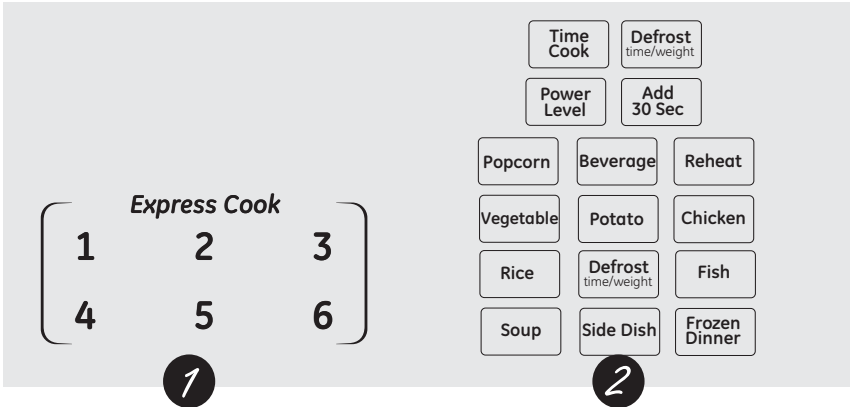 Express Cook
1 2 3
4 5 6
1
Time
Cook
Defrost
time/weight
Power
Level
Add
30 Sec
Popcorn
Beverage
Reheat
Vegetable
Potato
Chicken
Rice
Defrost
time/weight
Fish
Soup
Side Dish
Frozen
Dinner
2